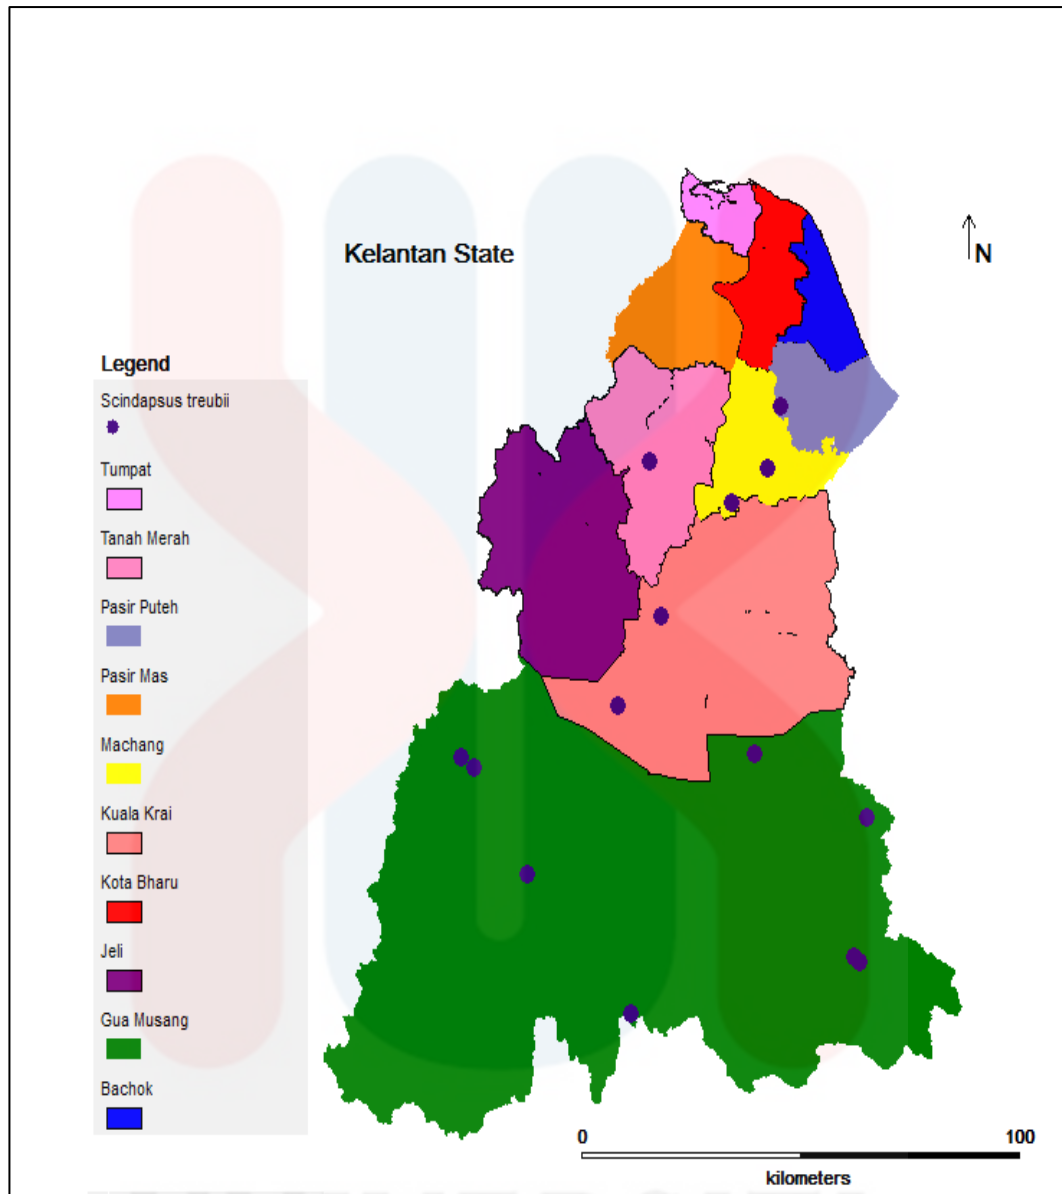 Kelantan State
N
Legend
Scindapsus treubii
Tumpat
Tanah Merah
Pasir Puteh
Pasir Mas
Machang
Kuala Krai
Kota Bharu
Jeli
Gua Musang
Bachok
0 100
kilometers